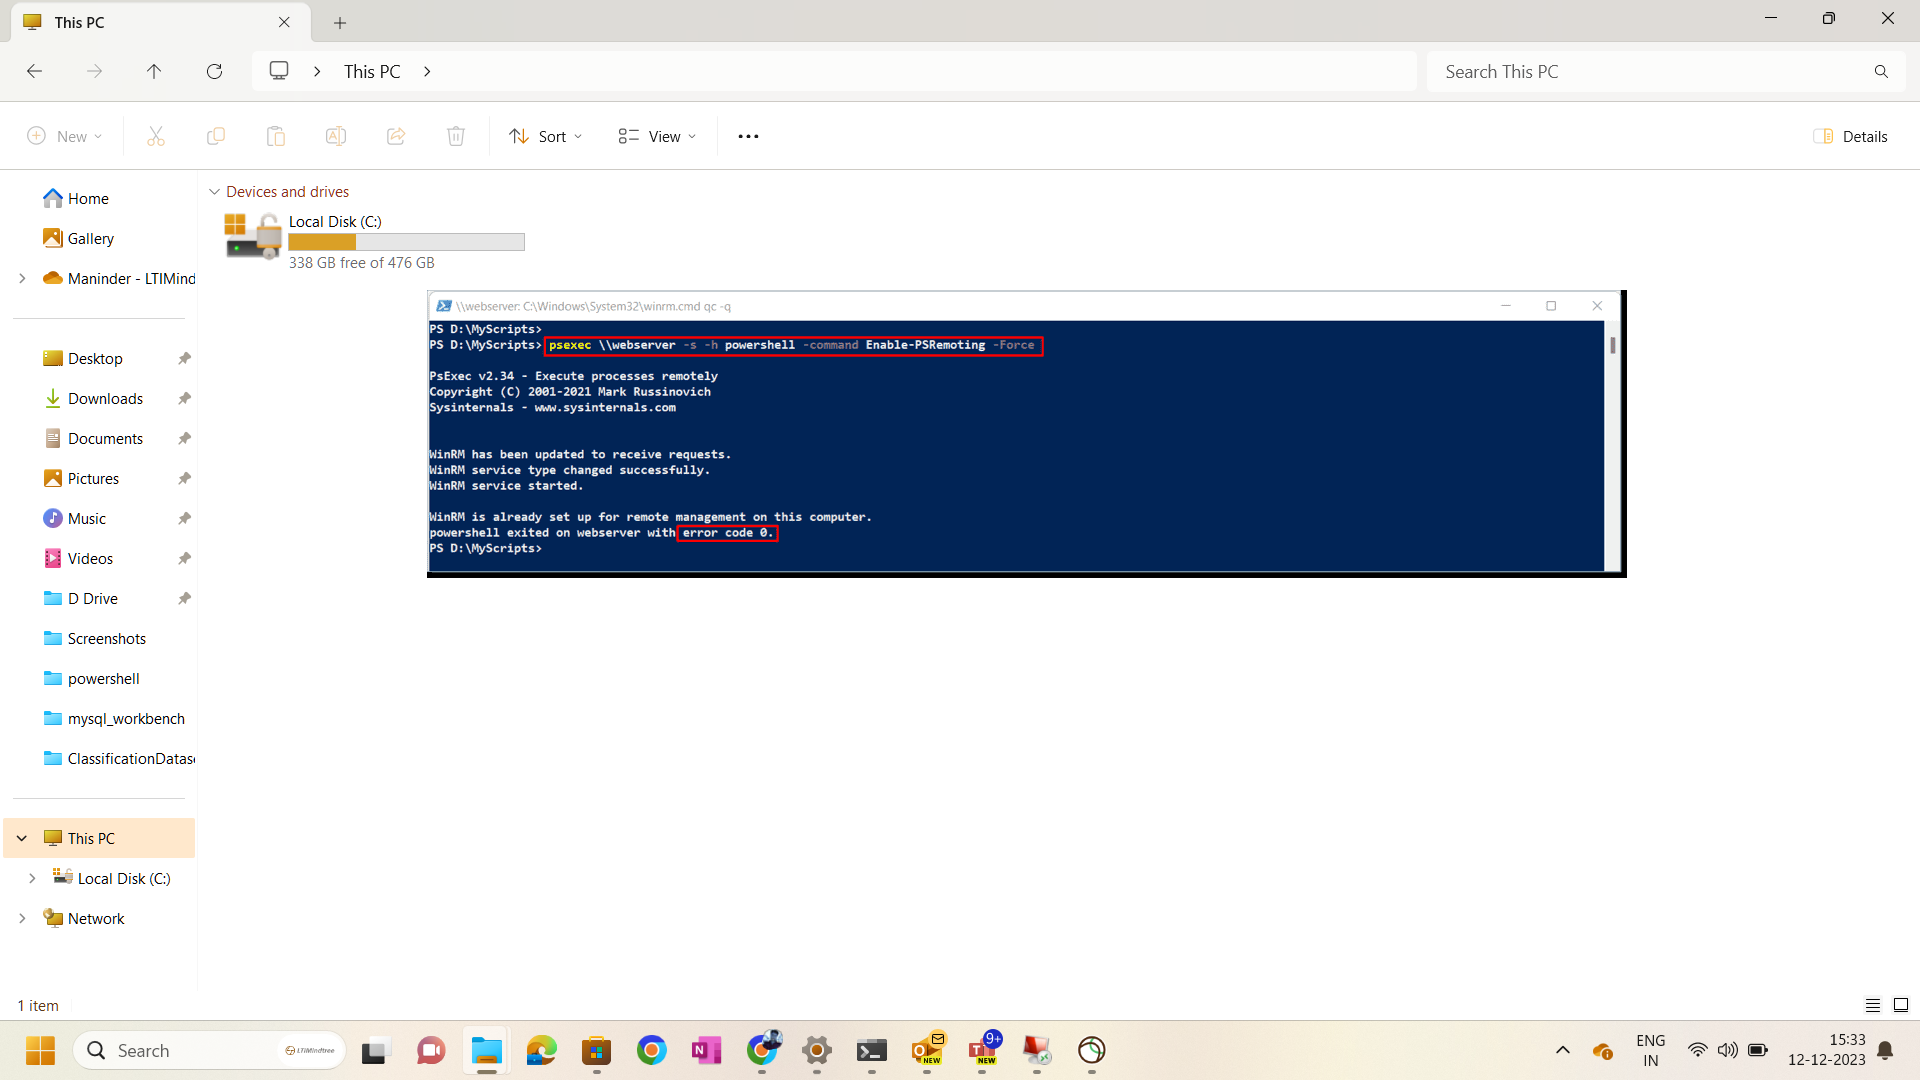 This PC
This PC
Search This PC
New
Sort
View
Details
Home
Gallery
Maninder - LTIMind
Desktop
Downloads
Documents
Pictures
Music
Videos
D Drive
Screenshots
powershell
mysql_workbench
ClassificationDatas
This PC
Local Disk (C:)
Network
Devices and drives
Local Disk (C:)
338 GB free of 476 GB
\\webserver: C:\Windows\System32\winrm.cmd qc -q
PS D:\MyScripts>
PS D:\MyScripts> psexec \\webserver -s -h powershell -command Enable-PSRemoting -Force
PsExec v2.34 - Execute processes remotely
Copyright (C) 2001-2021 Mark Russinovich
Sysinternals - www.sysinternals.com
WinRM has been updated to receive requests.
WinRM service type changed successfully.
WinRM service started.
WinRM is already set up for remote management on this computer.
powershell exited on webserver with error code 0.
PS D:\MyScripts>
1 item
Search
LTIMindtree
NEW
9+
NEW
ENG
IN
15:33
12-12-2023